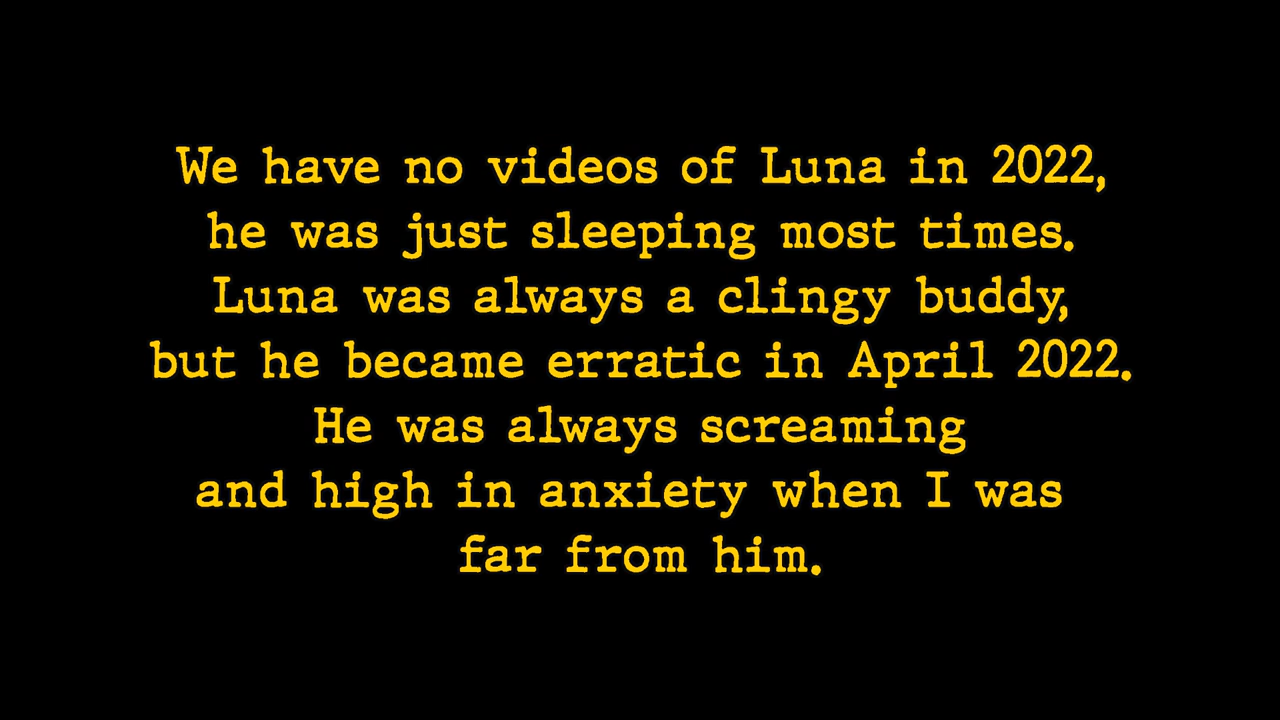 We have no videos of Luna in 2022,
he was just sleeping most times.
Luna was always a clingy buddy,
but he became erratic in April 2022.
He was always screaming
and high in anxiety when I was
far from him.